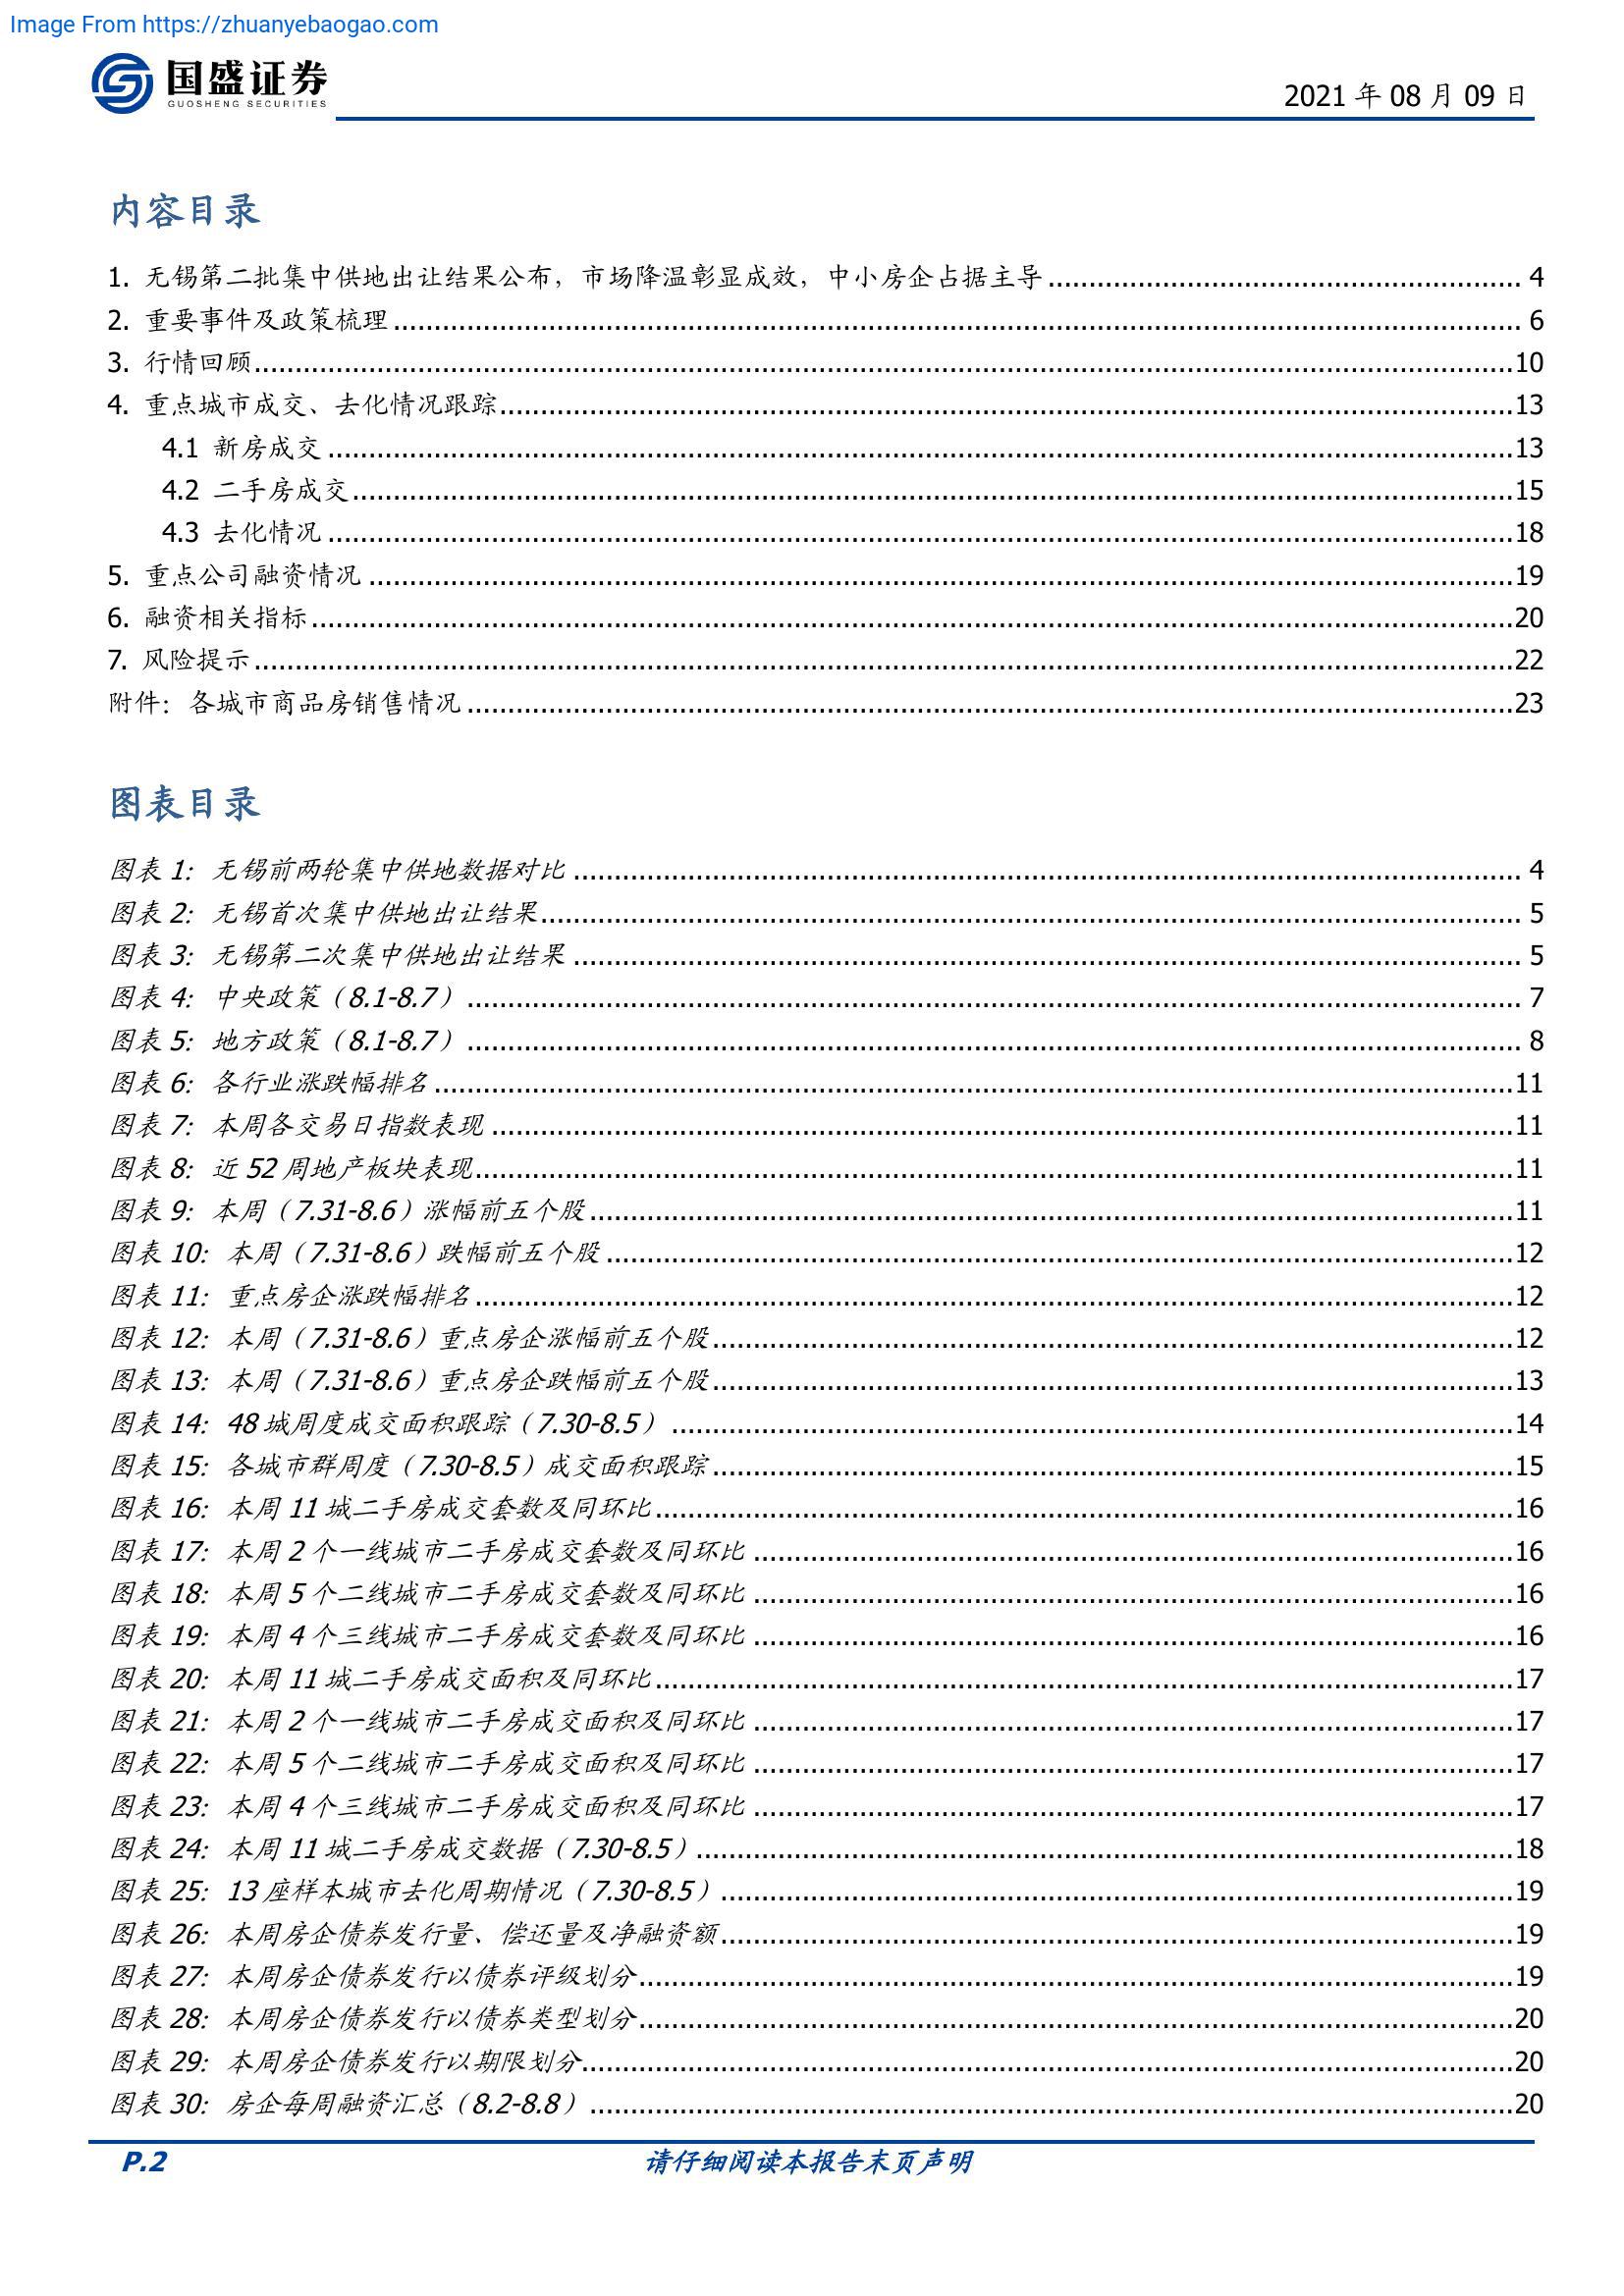 Image From https://zhuanyebaogao.com
国盛证券
GUOSHENG SECURITIES
2021 年 08 月 09 日
内容目录
1. 无锡第二批集中供地出让结果公布，市场降温彰显成效，中小房企占据主导 4
2. 重要事件及政策梳理 6
3. 行情回顾 10
4. 重点城市成交、去化情况跟踪 13
4.1 新房成交 13
4.2 二手房成交 15
4.3 去化情况 18
5. 重点公司融资情况 19
6. 融资相关指标 20
7. 风险提示 22
附件：各城市商品房销售情况 23
图表目录
图表 1: 无锡前两轮集中供地数据对比 4
图表 2: 无锡首次集中供地出让结果 5
图表 3: 无锡第二次集中供地出让结果 5
图表 4: 中央政策（8.1-8.7） 7
图表 5: 地方政策（8.1-8.7） 8
图表 6: 各行业涨跌幅排名 11
图表 7: 本周各交易日指数表现 11
图表 8: 近 52 周地产板块表现 11
图表 9: 本周（7.31-8.6）涨幅前五个股 11
图表 10: 本周（7.31-8.6）跌幅前五个股 12
图表 11: 重点房企涨跌幅排名 12
图表 12: 本周（7.31-8.6）重点房企涨幅前五个股 12
图表 13: 本周（7.31-8.6）重点房企跌幅前五个股 13
图表 14: 48 城周度成交面积跟踪（7.30-8.5） 14
图表 15: 各城市群周度（7.30-8.5）成交面积跟踪 15
图表 16: 本周 11 城二手房成交套数及同环比 16
图表 17: 本周 2 个一线城市二手房成交套数及同环比 16
图表 18: 本周 5 个二线城市二手房成交套数及同环比 16
图表 19: 本周 4 个三线城市二手房成交套数及同环比 16
图表 20: 本周 11 城二手房成交面积及同环比 17
图表 21: 本周 2 个一线城市二手房成交面积及同环比 17
图表 22: 本周 5 个二线城市二手房成交面积及同环比 17
图表 23: 本周 4 个三线城市二手房成交面积及同环比 17
图表 24: 本周 11 城二手房成交数据（7.30-8.5） 18
图表 25: 13 座样本城市去化周期情况（7.30-8.5） 19
图表 26: 本周房企债券发行量、偿还量及净融资额 19
图表 27: 本周房企债券发行以债券评级划分 19
图表 28: 本周房企债券发行以债券类型划分 20
图表 29: 本周房企债券发行以期限划分 20
图表 30: 房企每周融资汇总（8.2-8.8） 20
P.2 请仔细阅读本报告末页声明